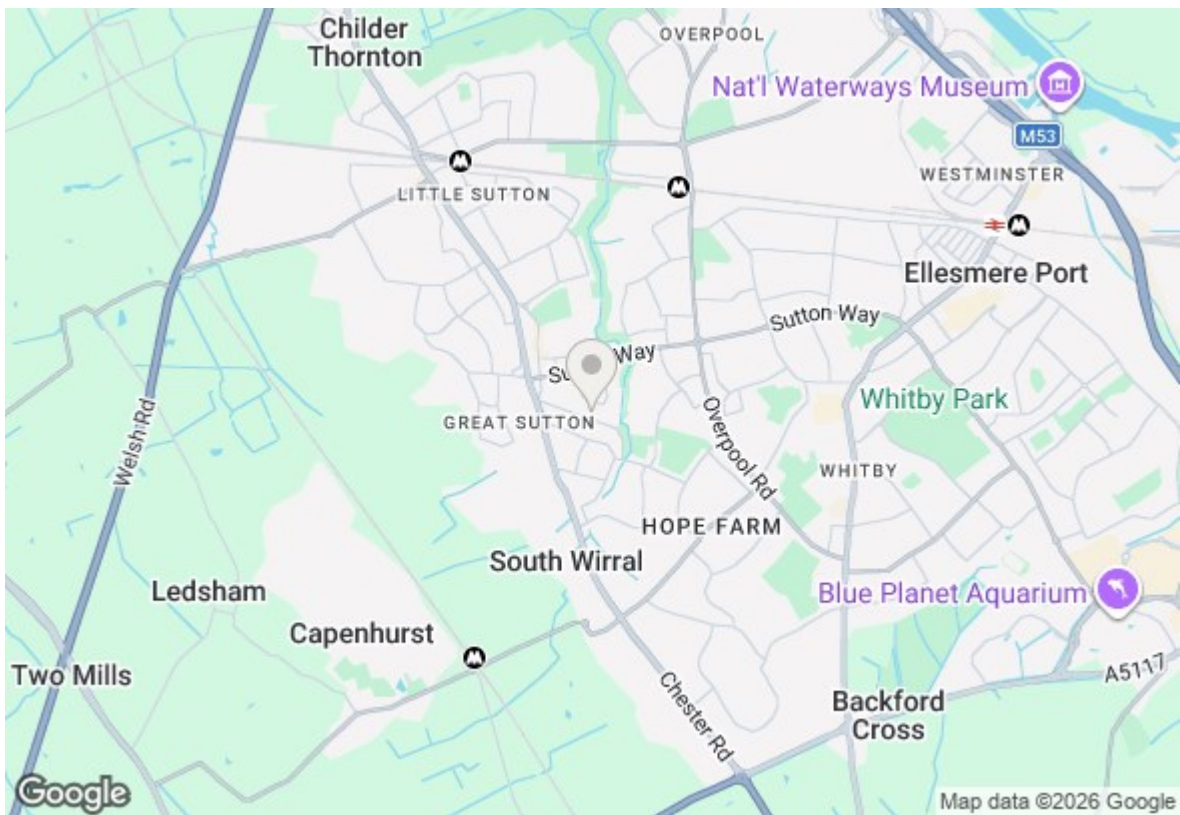 Childer
Thornton
OVERPOOL
Nat'l Waterways Museum
M53
WESTMINSTER
LITTLE SUTTON
Ellesmere Port
Sutton Way
Way
Whitby Park
Welsh Rd
GREAT SUTTON
Overpool Rd
WHITBY
HOPE FARM
South Wirral
Ledsham
Blue Planet Aquarium
Capenhurst
Two Mills
A5117
Chester Rd
Backford
Cross
Google
Map data ©2026 Google